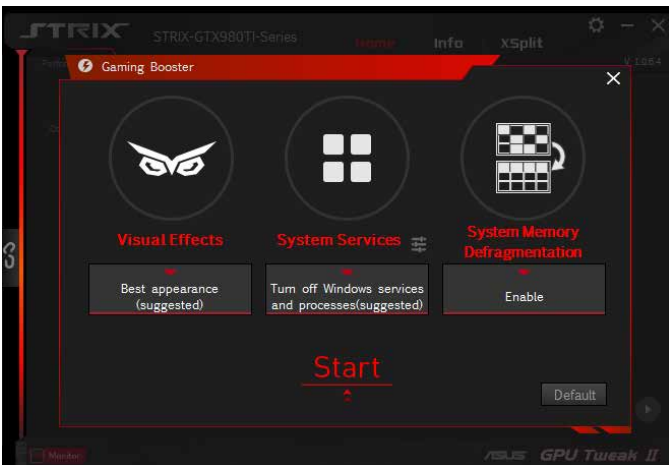 STRIX
STRIX-GTX980TI-Series
Home
Info
XSplit
Gaming Booster
Visual Effects
System Services
System Memory
Defragmentation
Best appearance
(suggested)
Turn off Windows services
and processes(suggested)
Enable
Start
Default
Monitor
ASUS GPU Tweak II